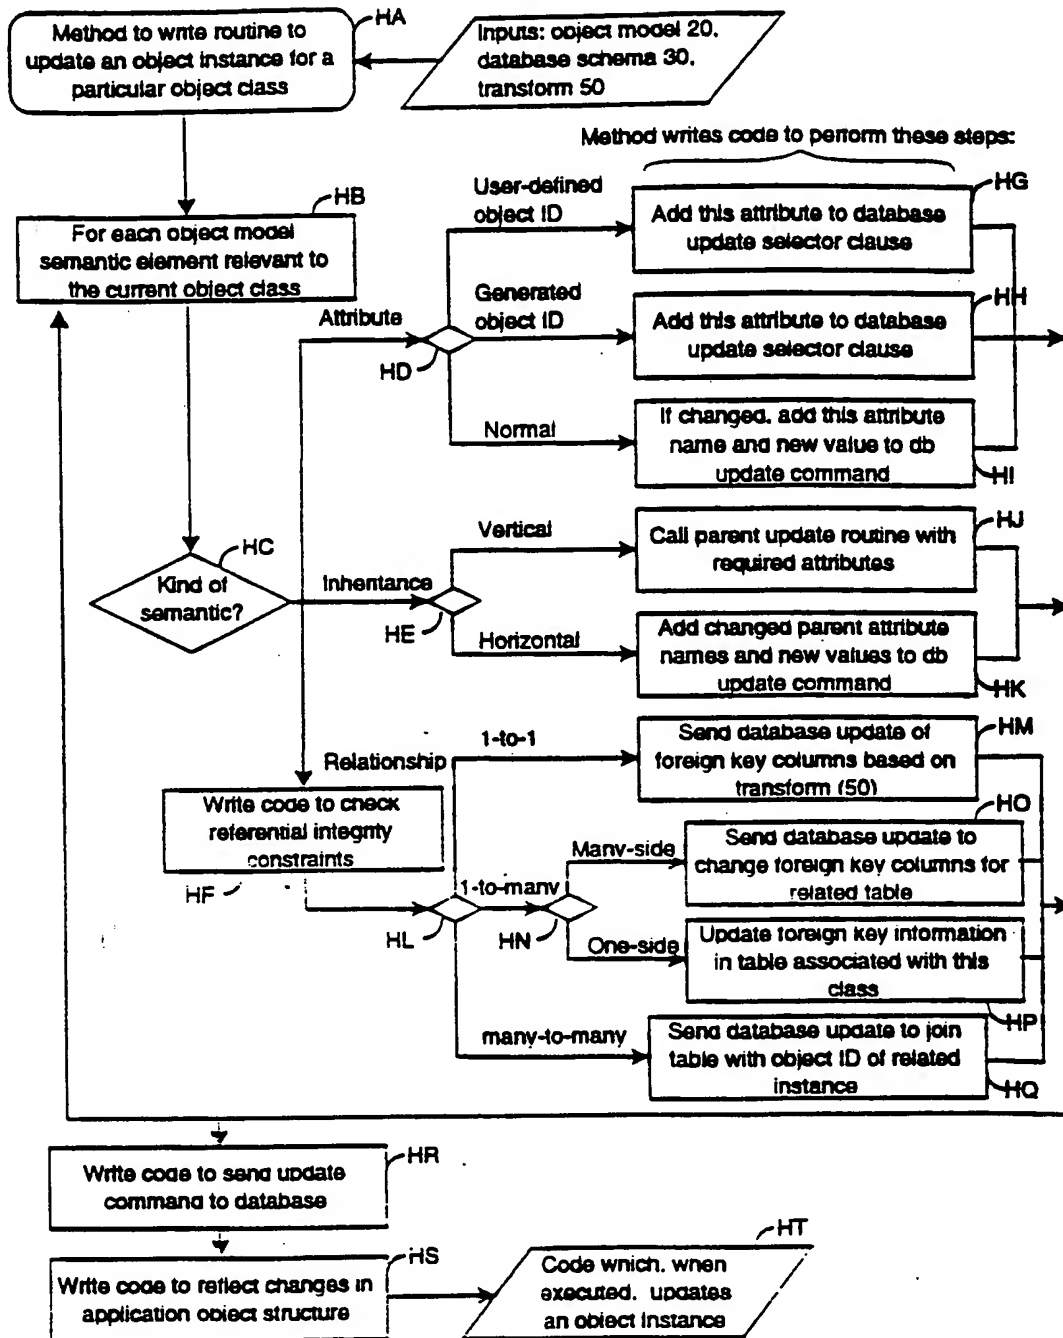 HA
Method to write routine to
update an object instance for a
particular object class
Inputs: object model 20,
database schema 30,
transform 50
Method writes code to perform these steps:
HB
For each object model
semantic element relevant to
the current object class
Attribute
HD
User-defined
object ID
HG
Add this attribute to database
update selector clause
Generated
object ID
HH
Add this attribute to database
update selector clause
Normal
If changed, add this attribute
name and new value to db
update command
HI
HC
Kind of
semantic?
Inheritance
HE
Vertical
HJ
Call parent update routine with
required attributes
Horizontal
Add changed parent attribute
names and new values to db
update command
HK
Relationship
Write code to check
referential integrity
constraints
HF
HL
1-to-1
HM
Send database update of
foreign key columns based on
transform (50)
1-to-many
HN
Many-side
HO
Send database update to
change foreign key columns for
related table
One-side
Update foreign key information
in table associated with this
class
HP
many-to-many
Send database update to join
table with object ID of related
instance
HQ
HR
Write code to send update
command to database
HS
Write code to reflect changes in
application object structure
HT
Code which, when
executed, updates
an object instance